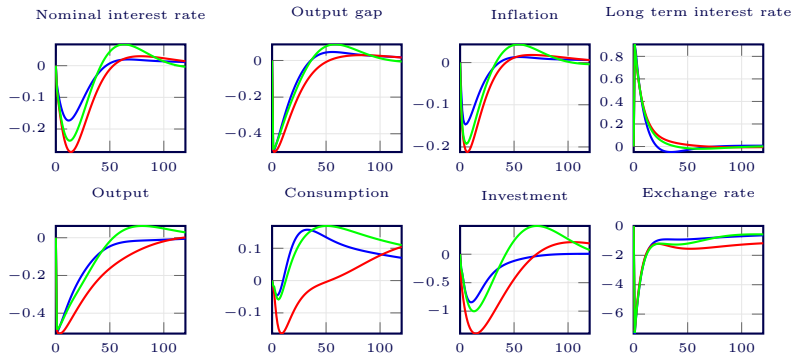 Nominal interest rate
Output gap
Inflation
Long term interest rate
0
−0.1
−0.2
0 50 100
0
−0.2
−0.4
0 50 100
0
−0.1
−0.2
0 50 100
0.8
0.6
0.4
0.2
0
0 50 100
Output
Consumption
Investment
Exchange rate
0
−0.2
−0.4
0 50 100
0.1
0
−0.1
0 50 100
0
−0.5
−1
0 50 100
0
−2
−4
−6
0 50 100